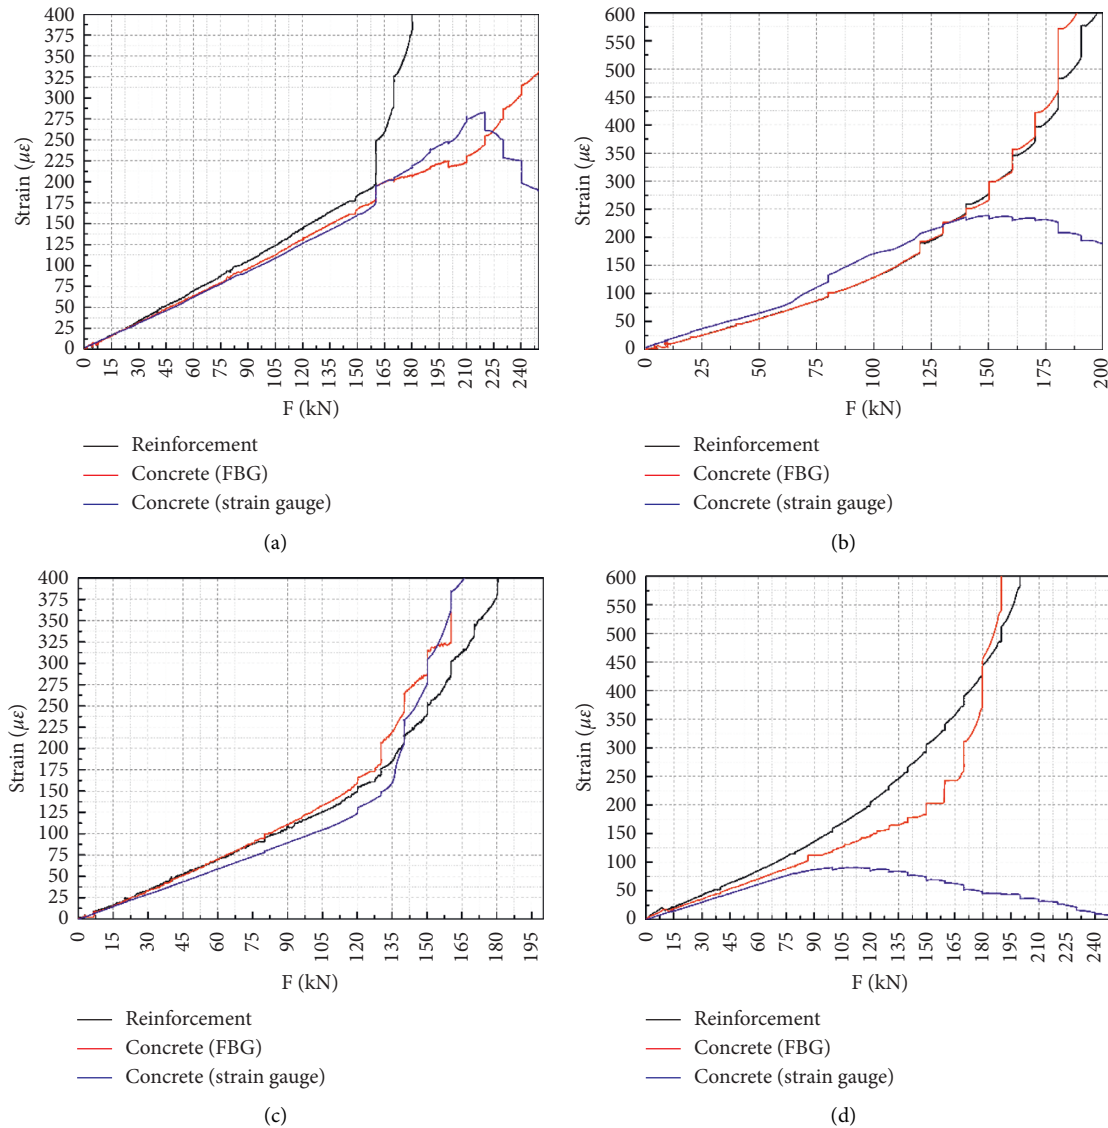 400
375
350
325
300
275
250
225
200
175
150
125
100
75
50
25
0
Strain (με)
0 15 30 45 60 75 90 105 120 135 150 165 180 195 210 225 240
F (kN)
Reinforcement
Concrete (FBG)
Concrete (strain gauge)
(a)
600
550
500
450
400
350
300
250
200
150
100
50
0
Strain (με)
0 25 50 75 100 125 150 175 200
F (kN)
Reinforcement
Concrete (FBG)
Concrete (strain gauge)
(b)
400
375
350
325
300
275
250
225
200
175
150
125
100
75
50
25
0
Strain (με)
0 15 30 45 60 75 90 105 120 135 150 165 180 195
F (kN)
Reinforcement
Concrete (FBG)
Concrete (strain gauge)
(c)
600
550
500
450
400
350
300
250
200
150
100
50
0
Strain (με)
0 15 30 45 60 75 90 105 120 135 150 165 180 195 210 225 240
F (kN)
Reinforcement
Concrete (FBG)
Concrete (strain gauge)
(d)